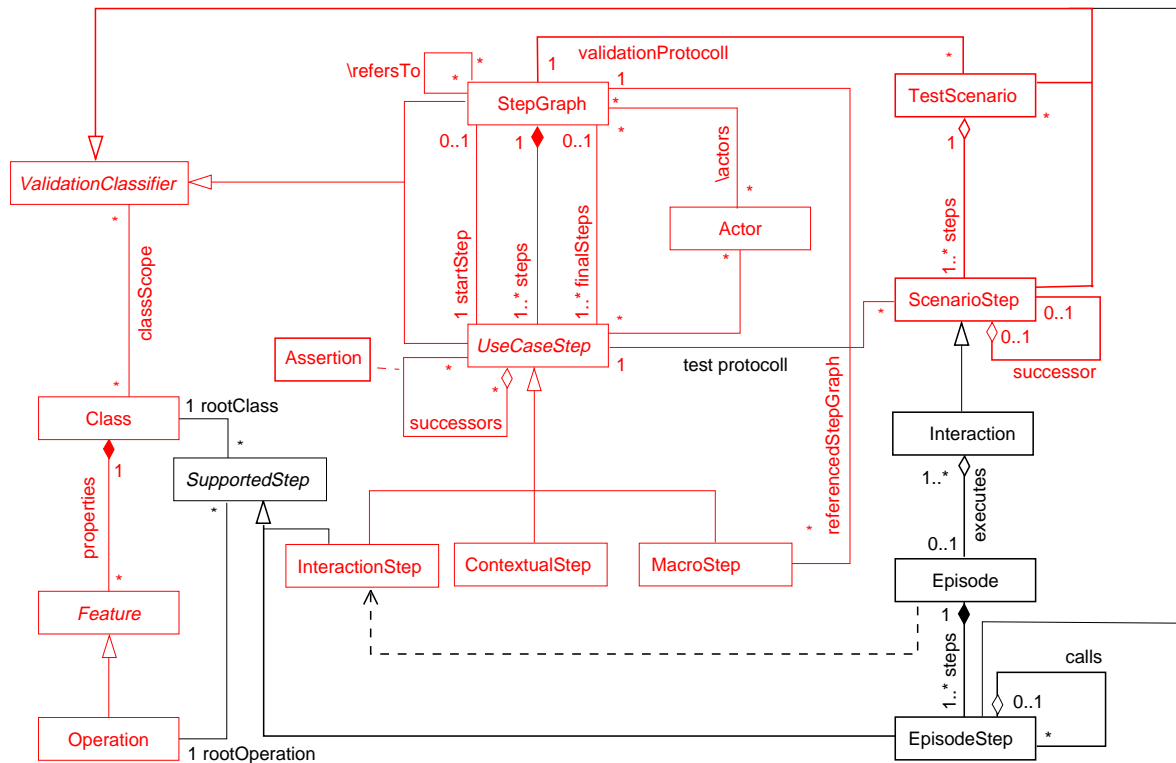 validationProtocoll
\refersTo
*
*
1
1
*
StepGraph
TestScenario
*
*
*
0..1
1
0..1
1
\actors
ValidationClassifier
*
*
Actor
*
classScope
1 startStep
1..* steps
1..* finalSteps
1..* steps
ScenarioStep
*
*
0..1
0..1
UseCaseStep
1
test protocoll
successor
Assertion
*
*
successors
*
1 rootClass
Class
*
1
SupportedStep
*
properties
referencedStepGraph
Interaction
1..*
executes
*
0..1
InteractionStep
ContextualStep
MacroStep
Episode
*
Feature
1
1..* steps
calls
0..1
Operation
1 rootOperation
EpisodeStep
*